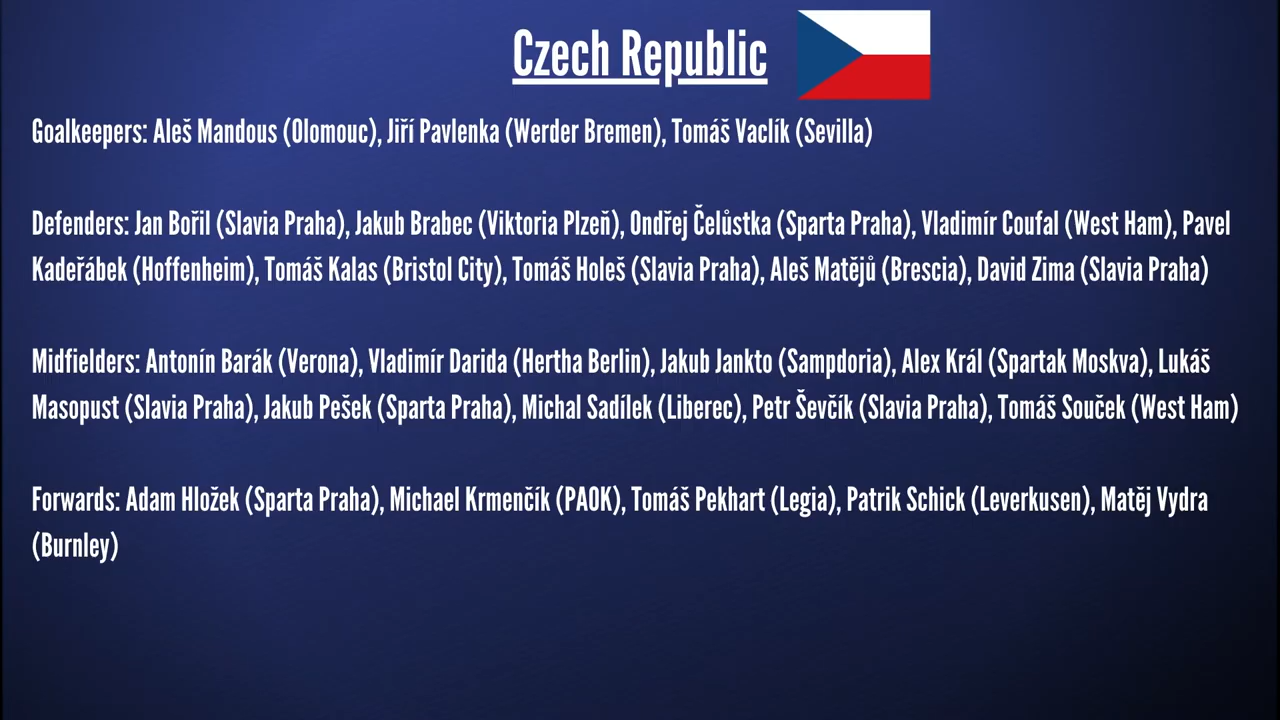 Czech Republic
Goalkeepers: Aleš Mandous (Olomouc), Jiří Pavlenka (Werder Bremen), Tomáš Vaclík (Sevilla)
Defenders: Jan Bořil (Slavia Praha), Jakub Brabec (Viktoria Plzeň), Ondřej Čelůstka (Sparta Praha), Vladimír Coufal (West Ham), Pavel
Kadeřábek (Hoffenheim), Tomáš Kalas (Bristol City), Tomáš Holeš (Slavia Praha), Aleš Matějů (Brescia), David Zima (Slavia Praha)
Midfielders: Antonín Barák (Verona), Vladimír Darida (Hertha Berlin), Jakub Jankto (Sampdoria), Alex Král (Spartak Moskva), Lukáš
Masopust (Slavia Praha), Jakub Pešek (Sparta Praha), Michal Sadílek (Liberec), Petr Ševčík (Slavia Praha), Tomáš Souček (West Ham)
Forwards: Adam Hložek (Sparta Praha), Michael Krmenčík (PAOK), Tomáš Pekhart (Legia), Patrik Schick (Leverkusen), Matěj Vydra
(Burnley)